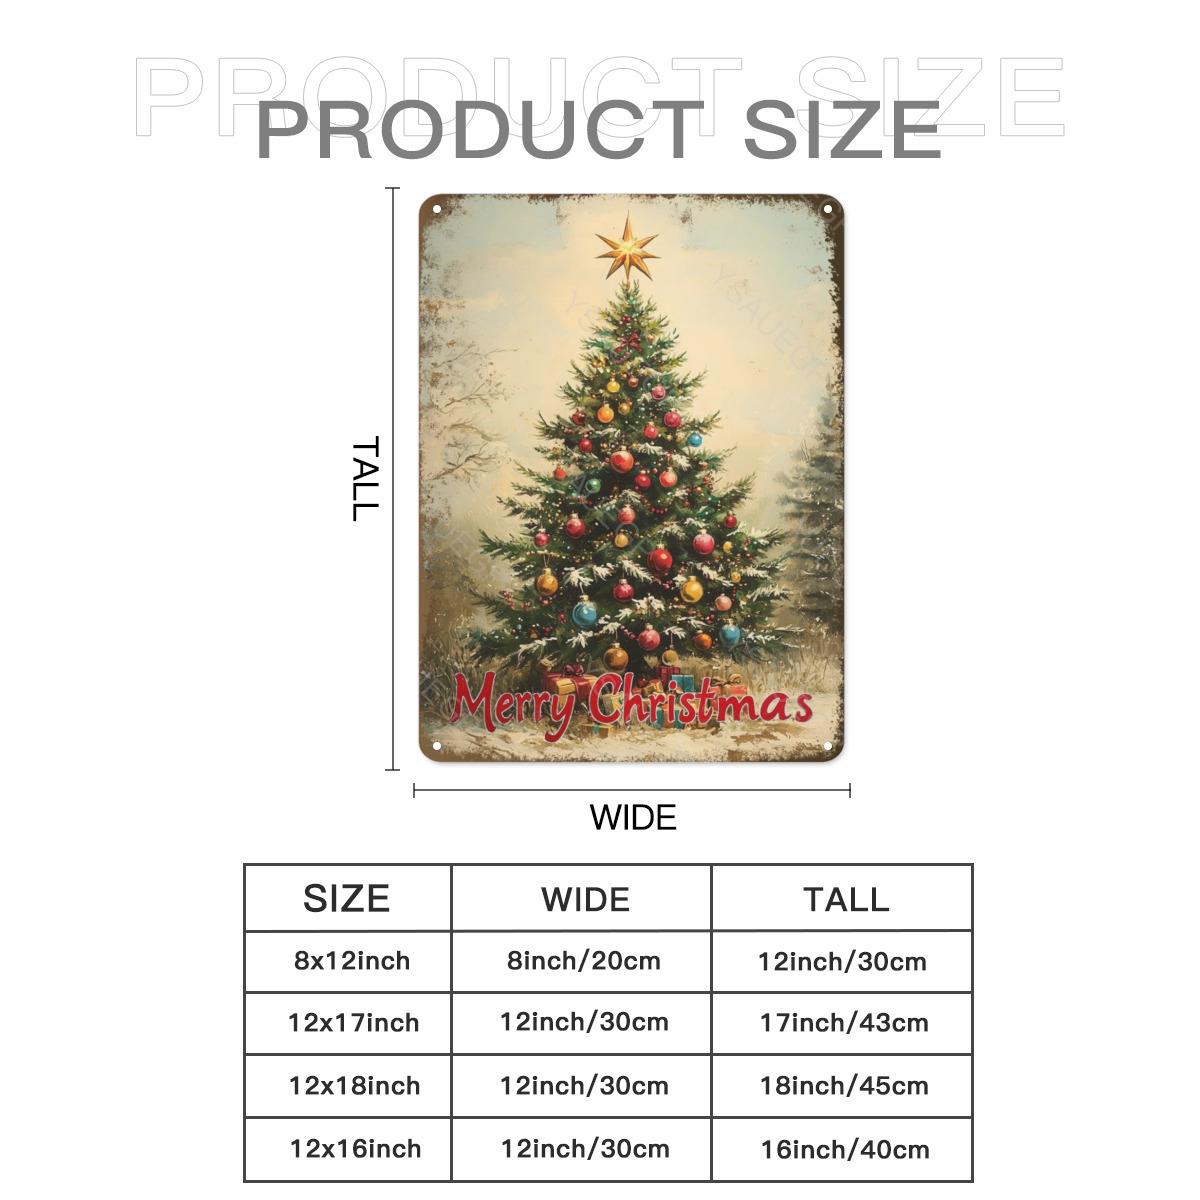 PRODUCT SIZE
PRODUCT SIZE
TALL
YSAUEGE
Merry Christmas
WIDE
SIZE WIDE TALL
8x12inch 8inch/20cm 12inch/30cm
12x17inch 12inch/30cm 17inch/43cm
12x18inch 12inch/30cm 18inch/45cm
12x16inch 12inch/30cm 16inch/40cm